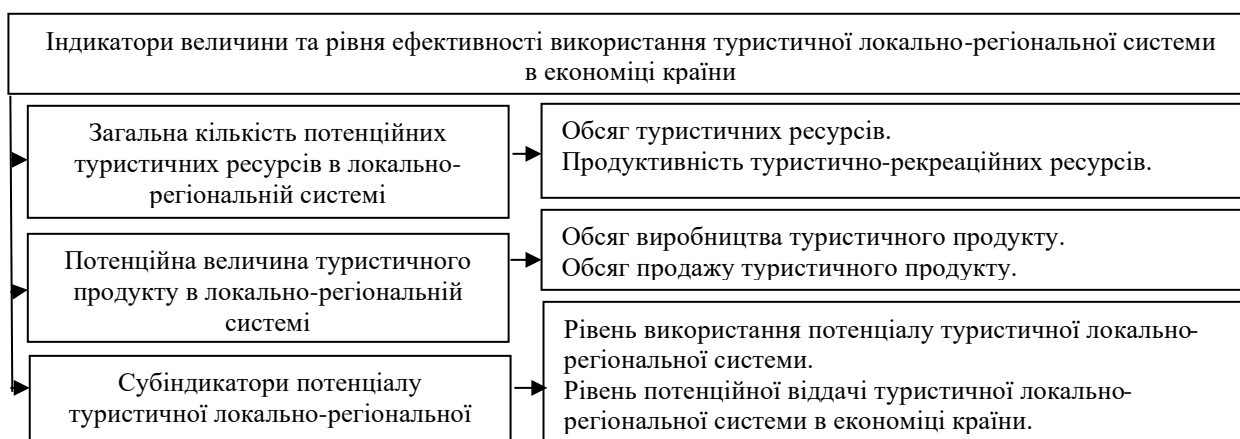 Індикатори величини та рівня ефективності використання туристичної локально-регіональної системи
в економіці країни
Загальна кількість потенційних
туристичних ресурсів в локально-
регіональній системі
Обсяг туристичних ресурсів.
Продуктивність туристично-рекреаційних ресурсів.
Потенційна величина туристичного
продукту в локально-регіональній
системі
Обсяг виробництва туристичного продукту.
Обсяг продажу туристичного продукту.
Субіндикатори потенціалу
туристичної локально-регіональної
Рівень використання потенціалу туристичної локально-
регіональної системи.
Рівень потенційної віддачі туристичної локально-
регіональної системи в економіці країни.